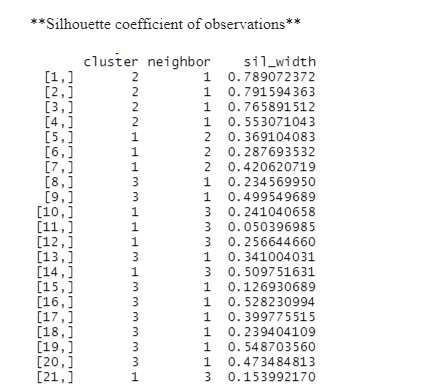 **Silhouette coefficient of observations**
cluster neighbor sil_width
[1,] 2 1 0.789072372
[2,] 2 1 0.791594363
[3,] 2 1 0.765891512
[4,] 2 1 0.553071043
[5,] 1 2 0.369104083
[6,] 1 2 0.287693532
[7,] 1 2 0.420620719
[8,] 3 1 0.234569950
[9,] 3 1 0.499549689
[10,] 1 3 0.241040658
[11,] 1 3 0.050396985
[12,] 1 3 0.256644660
[13,] 3 1 0.341004031
[14,] 1 3 0.509751631
[15,] 3 1 0.126930689
[16,] 3 1 0.528230994
[17,] 3 1 0.399775515
[18,] 3 1 0.239404109
[19,] 3 1 0.548703560
[20,] 3 1 0.473484813
[21,] 1 3 0.153992170